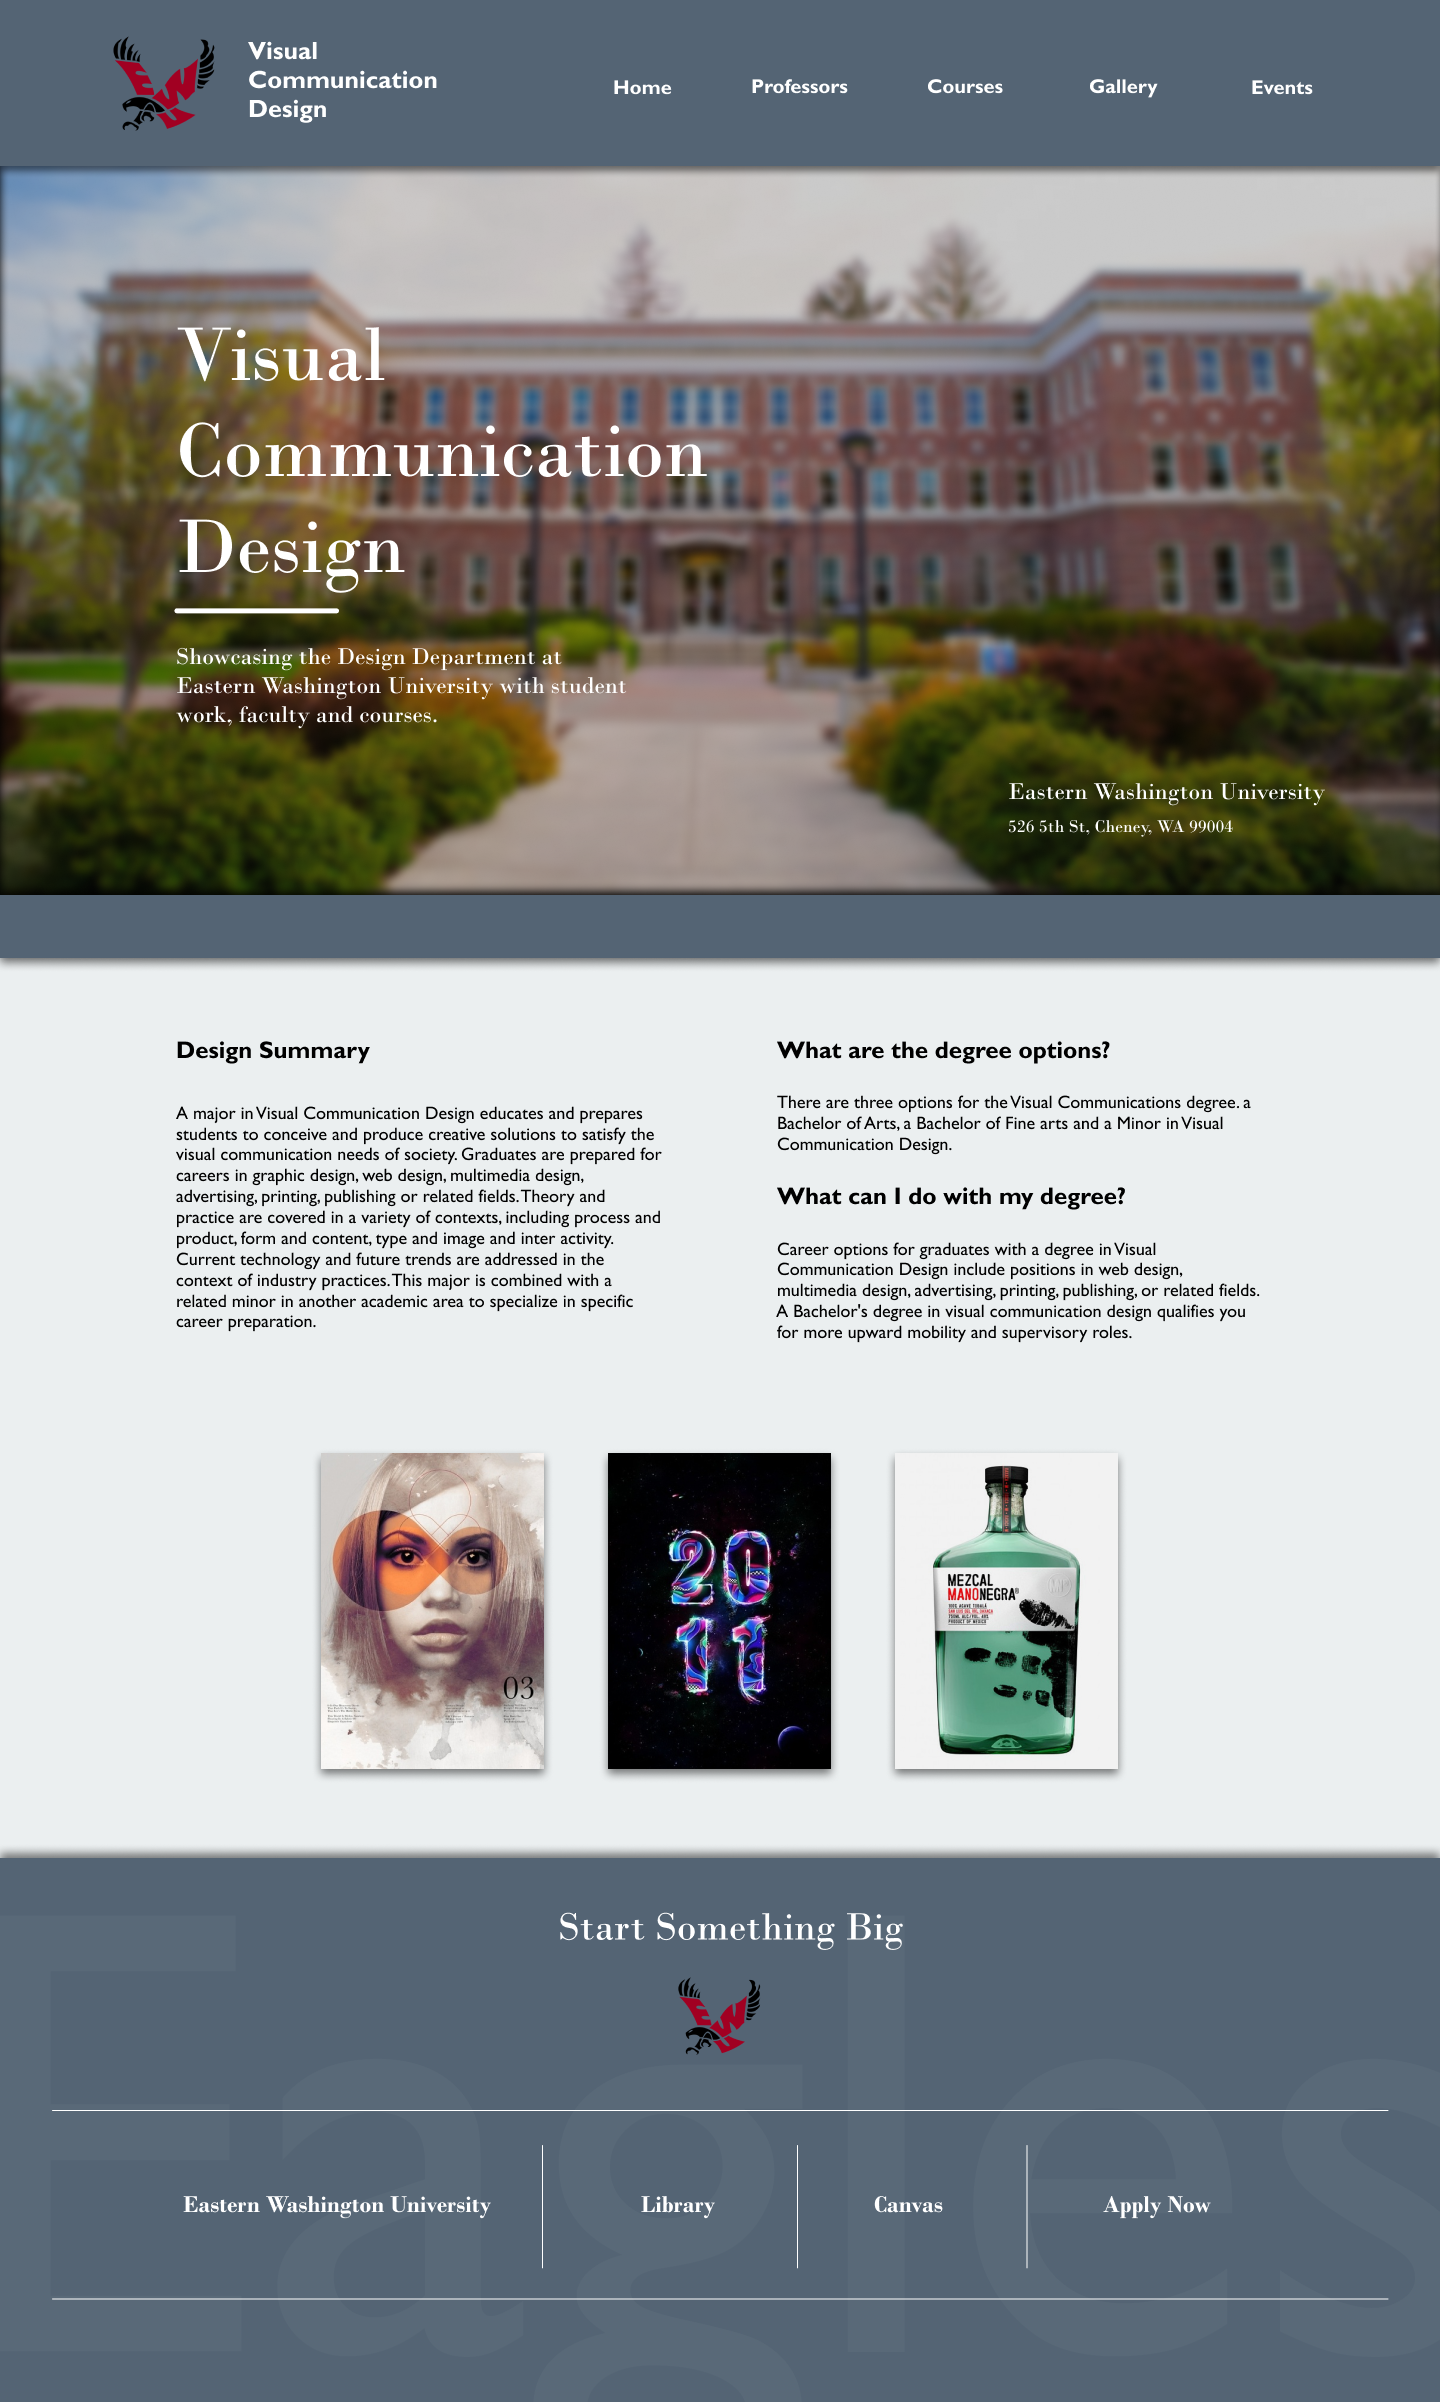 Visual
Communication
Design
Home Professors Courses Gallery Events
Visual
Communication
Design
Showcasing the Design Department at
Eastern Washington University with student
work, faculty and courses.
Eastern Washington University
526 5th St, Cheney, WA 99004
Design Summary
A major in Visual Communication Design educates and prepares
students to conceive and produce creative solutions to satisfy the
visual communication needs of society. Graduates are prepared for
careers in graphic design, web design, multimedia design,
advertising, printing, publishing or related fields. Theory and
practice are covered in a variety of contexts, including process and
product, form and content, type and image and inter activity.
Current technology and future trends are addressed in the
context of industry practices. This major is combined with a
related minor in another academic area to specialize in specific
career preparation.
What are the degree options?
There are three options for the Visual Communications degree. a
Bachelor of Arts, a Bachelor of Fine arts and a Minor in Visual
Communication Design.
What can I do with my degree?
Career options for graduates with a degree in Visual
Communication Design include positions in web design,
multimedia design, advertising, printing, publishing, or related fields.
A Bachelor's degree in visual communication design qualifies you
for more upward mobility and supervisory roles.
03
20
11
MEZCAL
MANONEGRA®
Start Something Big
Eagles
Eastern Washington University Library Canvas Apply Now